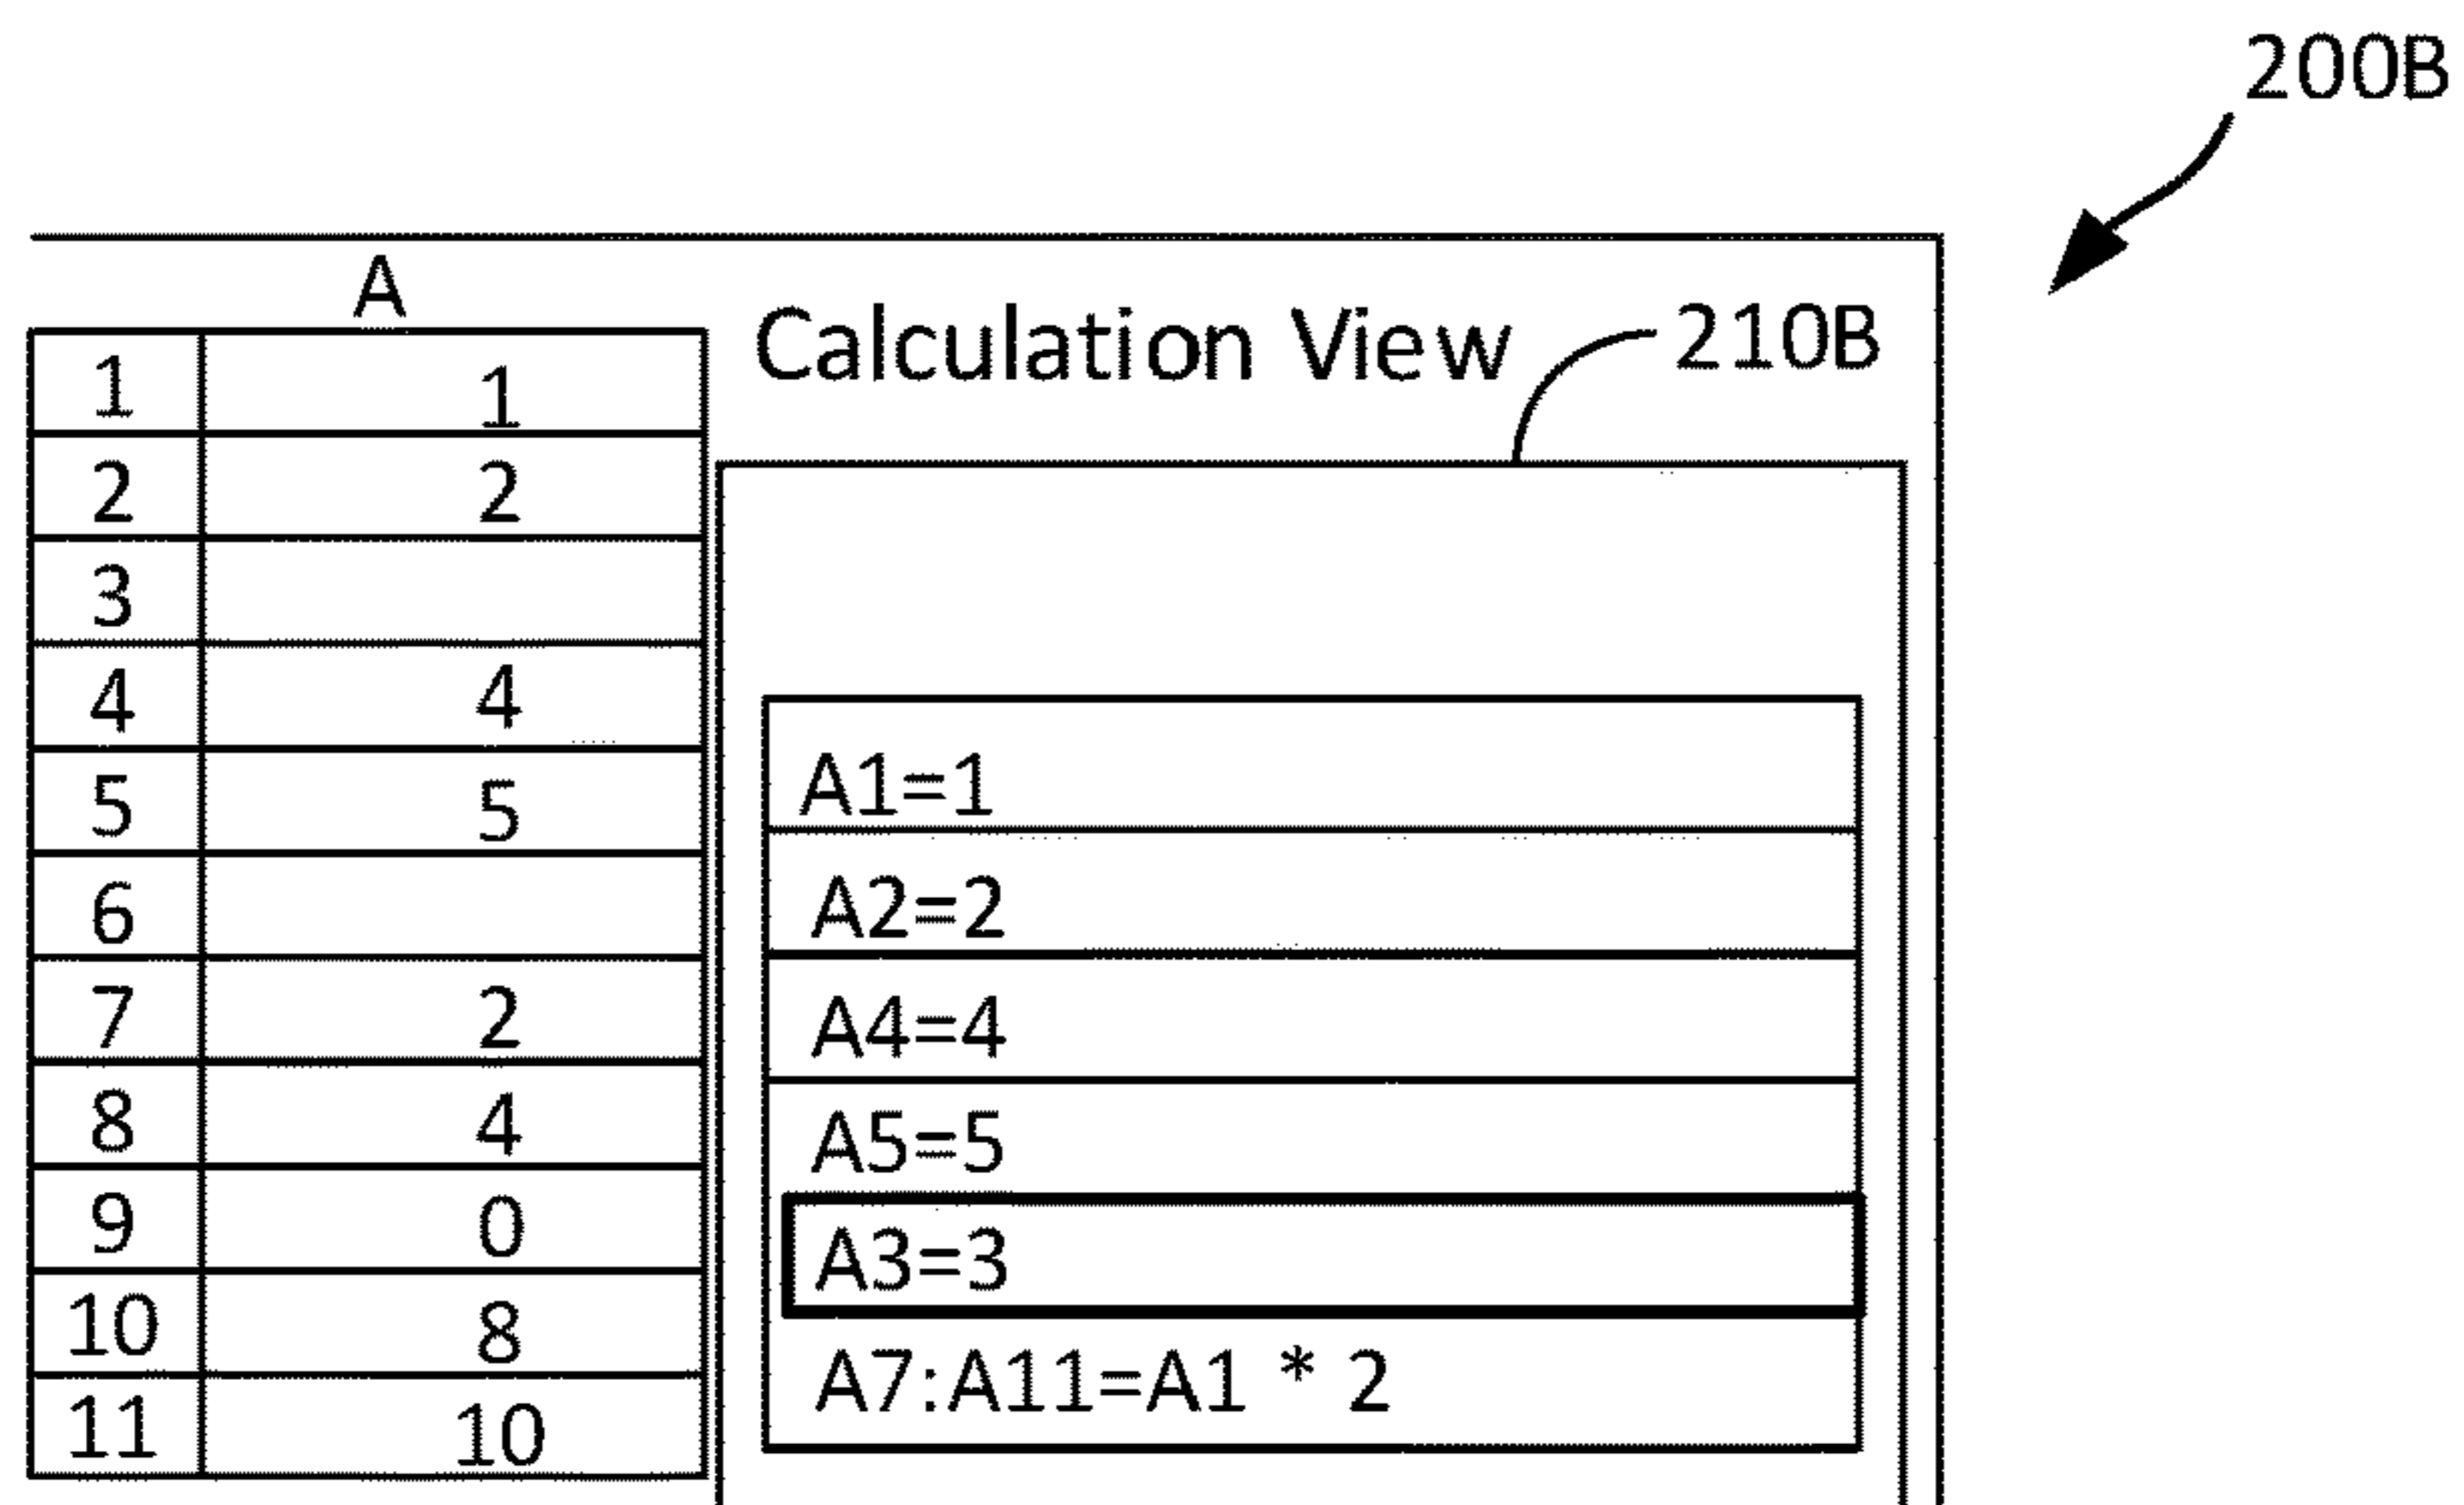 200B
A
Calculation View
210B
1 1
2 2
3
4 4
5 5
6
7 2
8 4
9 0
10 8
11 10
A1=1
A2=2
A4=4
A5=5
A3=3
A7:A11=A1 * 2